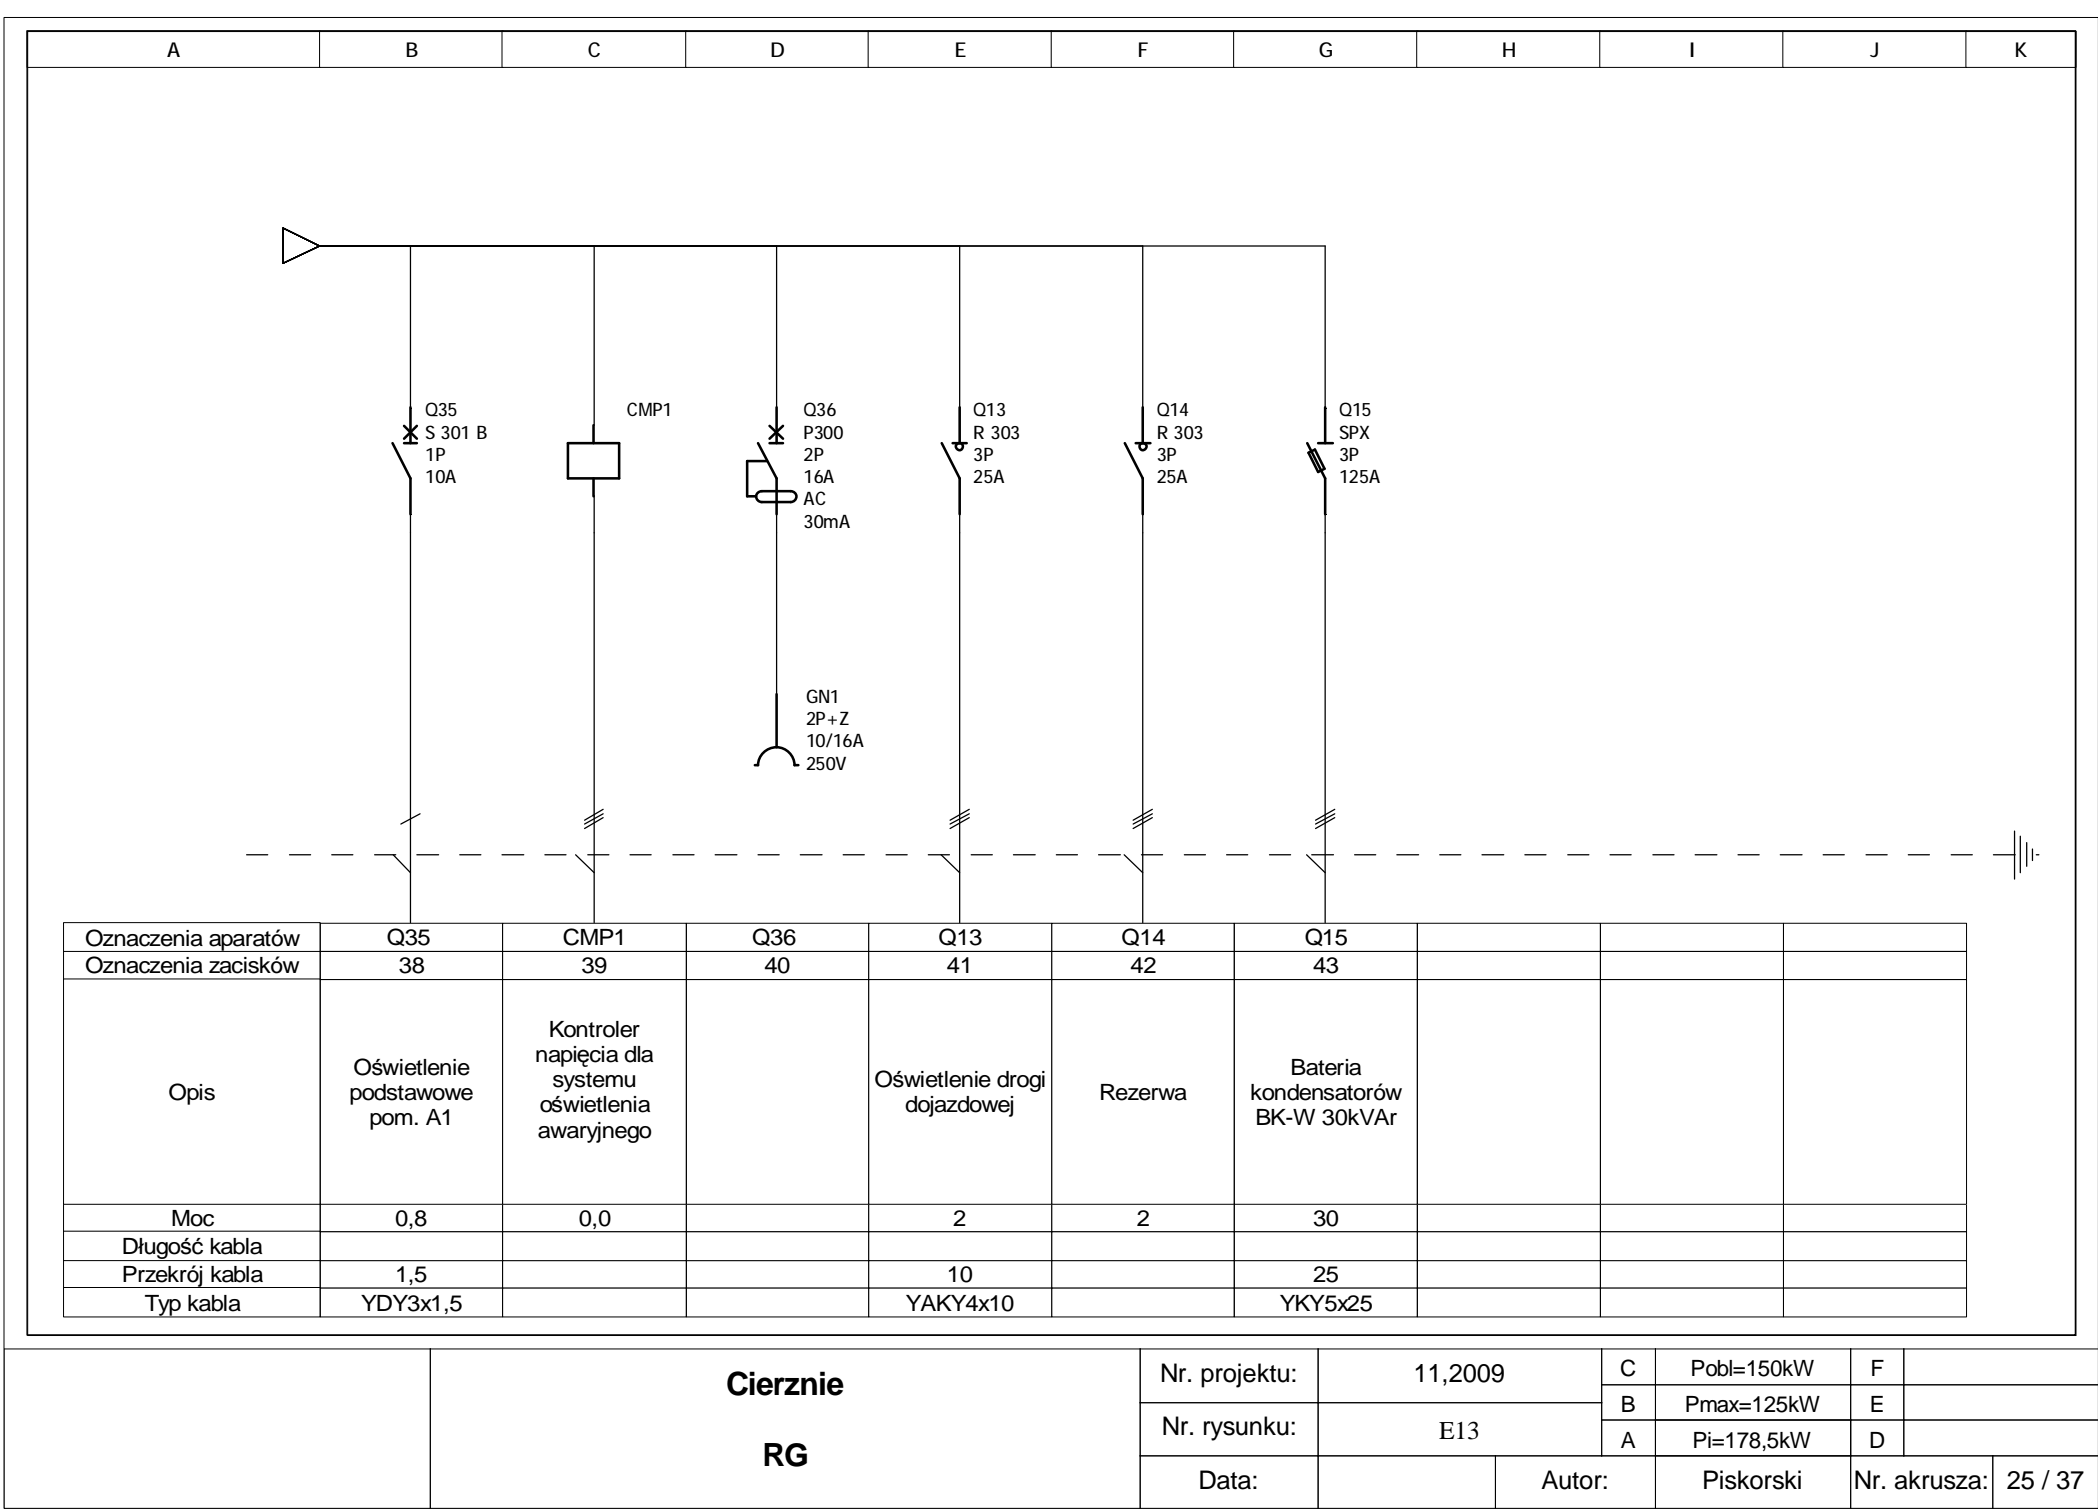 A B C D E F G H I J K
Q35
S 301 B
1P
10A
CMP1
Q36
P300
2P
16A
AC
30mA
Q13
R 303
3P
25A
Q14
R 303
3P
25A
Q15
SPX
3P
125A
GN1
2P+Z
10/16A
250V
Oznaczenia aparatów Q35 CMP1 Q36 Q13 Q14 Q15
Oznaczenia zacisków 38 39 40 41 42 43
Opis
Oświetlenie
podstawowe
pom. A1
Kontroler
napięcia dla
systemu
oświetlenia
awaryjnego
Oświetlenie drogi
dojazdowej
Rezerwa
Bateria
kondensatorów
BK-W 30kVAr
Moc 0,8 0,0 2 2 30
Długość kabla
Przekrój kabla 1,5 10 25
Typ kabla YDY3x1,5 YAKY4x10 YKY5x25
Cierznie
RG
Nr. projektu: 11,2009
Nr. rysunku: E13
C Pobl=150kW F
B Pmax=125kW E
A Pi=178,5kW D
Data: Autor: Piskorski Nr. akrusza: 25 / 37